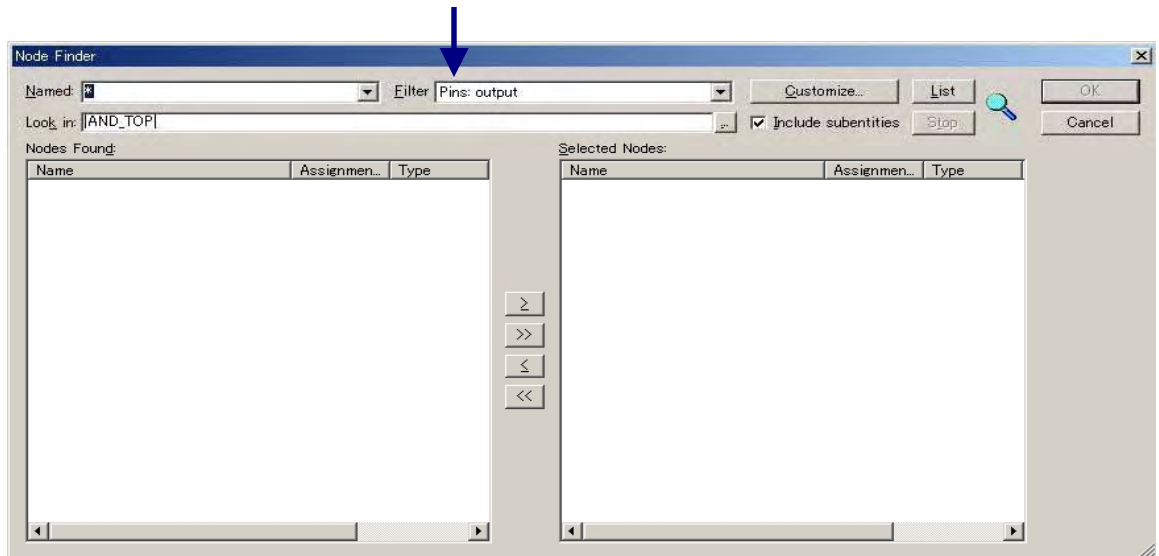 Node Finder
Named: * Filter Pins: output Customize... List OK
Look in: |AND_TOP| ... Include subentities Stop Cancel
Nodes Found: Selected Nodes:
Name Assignmen... Type Name Assignmen... Type
≥
>>
≤
<<